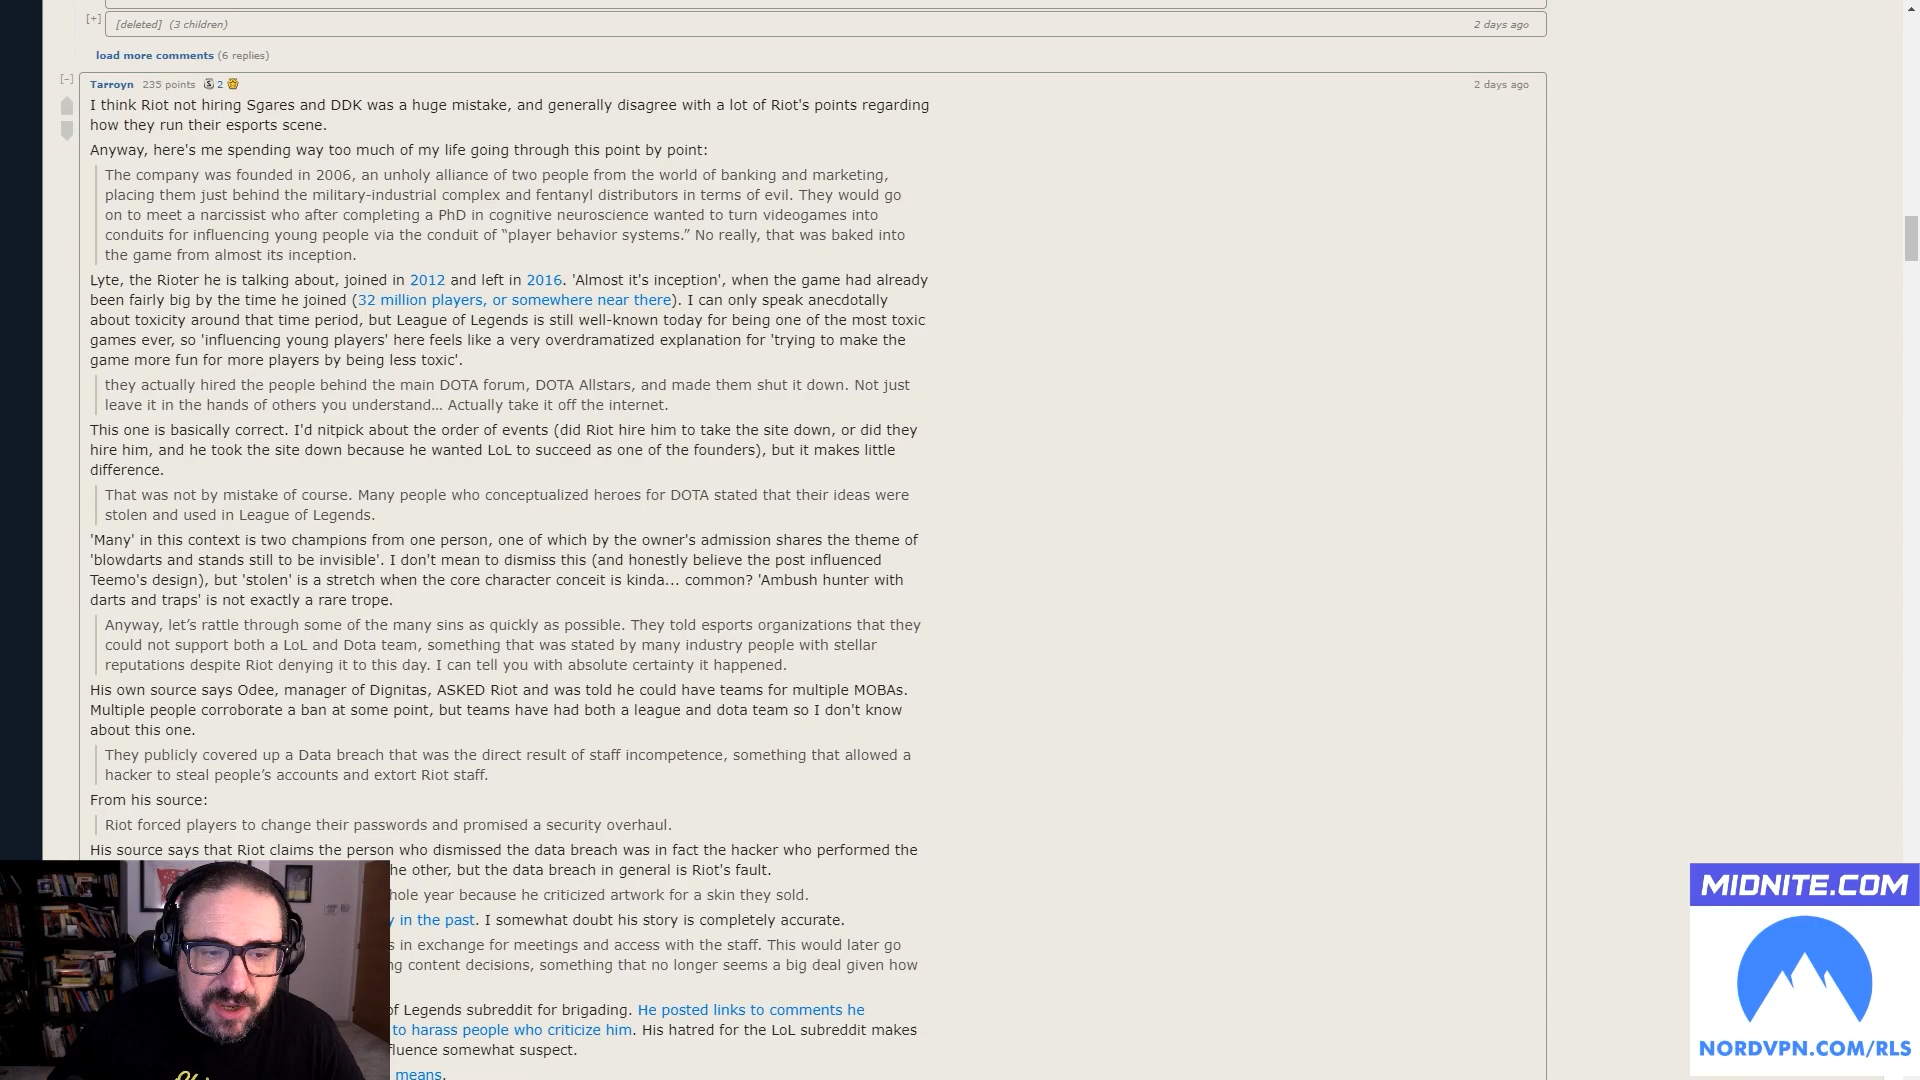 [+] [deleted] (3 children) 2 days ago
load more comments (6 replies)
[-] Tarroyn 235 points 2 2 days ago
I think Riot not hiring Sgares and DDK was a huge mistake, and generally disagree with a lot of Riot's points regarding
how they run their esports scene.
Anyway, here's me spending way too much of my life going through this point by point:
The company was founded in 2006, an unholy alliance of two people from the world of banking and marketing,
placing them just behind the military-industrial complex and fentanyl distributors in terms of evil. They would go
on to meet a narcissist who after completing a PhD in cognitive neuroscience wanted to turn videogames into
conduits for influencing young people via the conduit of “player behavior systems.” No really, that was baked into
the game from almost its inception.
Lyte, the Rioter he is talking about, joined in 2012 and left in 2016. 'Almost it's inception', when the game had already
been fairly big by the time he joined (32 million players, or somewhere near there). I can only speak anecdotally
about toxicity around that time period, but League of Legends is still well-known today for being one of the most toxic
games ever, so 'influencing young players' here feels like a very overdramatized explanation for 'trying to make the
game more fun for more players by being less toxic'.
they actually hired the people behind the main DOTA forum, DOTA Allstars, and made them shut it down. Not just
leave it in the hands of others you understand… Actually take it off the internet.
This one is basically correct. I'd nitpick about the order of events (did Riot hire him to take the site down, or did they
hire him, and he took the site down because he wanted LoL to succeed as one of the founders), but it makes little
difference.
That was not by mistake of course. Many people who conceptualized heroes for DOTA stated that their ideas were
stolen and used in League of Legends.
'Many' in this context is two champions from one person, one of which by the owner's admission shares the theme of
'blowdarts and stands still to be invisible'. I don't mean to dismiss this (and honestly believe the post influenced
Teemo's design), but 'stolen' is a stretch when the core character conceit is kinda... common? 'Ambush hunter with
darts and traps' is not exactly a rare trope.
Anyway, let’s rattle through some of the many sins as quickly as possible. They told esports organizations that they
could not support both a LoL and Dota team, something that was stated by many industry people with stellar
reputations despite Riot denying it to this day. I can tell you with absolute certainty it happened.
His own source says Odee, manager of Dignitas, ASKED Riot and was told he could have teams for multiple MOBAs.
Multiple people corroborate a ban at some point, but teams have had both a league and dota team so I don't know
about this one.
They publicly covered up a Data breach that was the direct result of staff incompetence, something that allowed a
hacker to steal people’s accounts and extort Riot staff.
From his source:
Riot forced players to change their passwords and promised a security overhaul.
His source says that Riot claims the person who dismissed the data breach was in fact the hacker who performed the
he other, but the data breach in general is Riot's fault.
hole year because he criticized artwork for a skin they sold.
in the past. I somewhat doubt his story is completely accurate.
s in exchange for meetings and access with the staff. This would later go
ng content decisions, something that no longer seems a big deal given how
of Legends subreddit for brigading. He posted links to comments he
to harass people who criticize him. His hatred for the LoL subreddit makes
fluence somewhat suspect.
means.
MIDNITE.COM
NORDVPN.COM/RLS